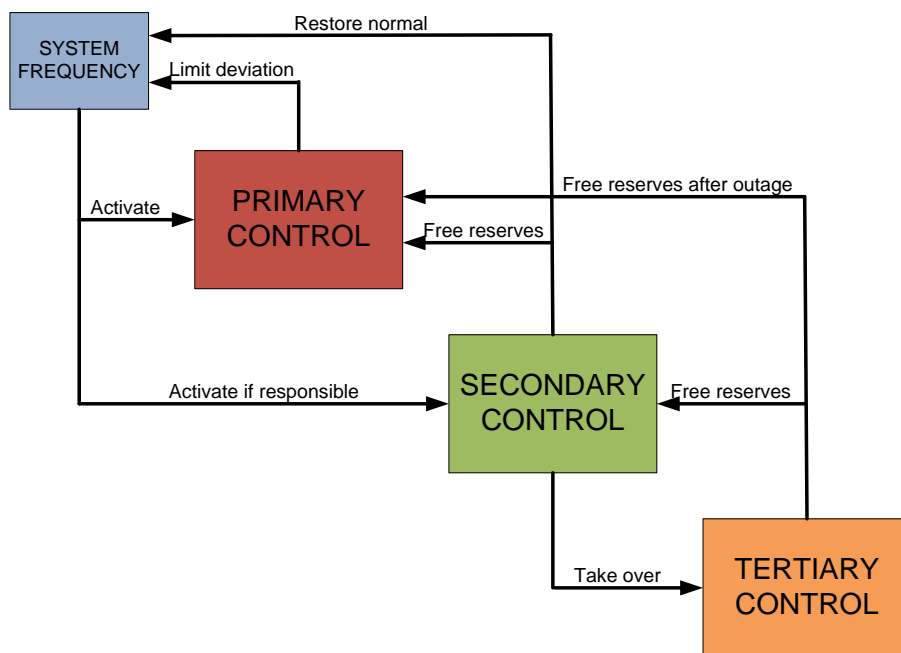 Restore normal
SYSTEM
FREQUENCY
Limit deviation
PRIMARY
CONTROL
Free reserves after outage
Activate
Free reserves
SECONDARY
CONTROL
Activate if responsible
Free reserves
TERTIARY
CONTROL
Take over